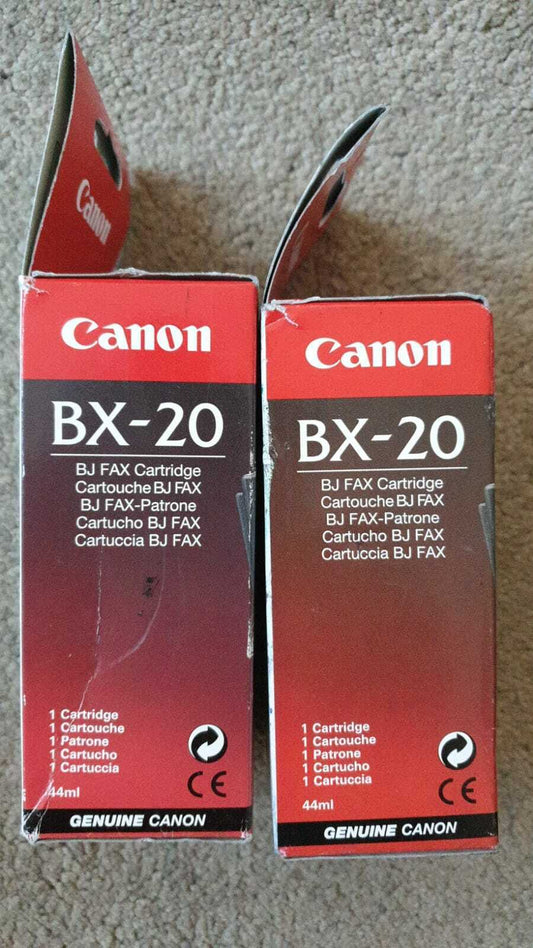 Canon
Canon
BX-20
BJ FAX Cartridge
Cartouche BJ FAX
BJ FAX-Patrone
Cartucho BJ FAX
Cartuccia BJ FAX
1 Cartridge
1 Cartouche
1 Patrone
1 Cartucho
1 Cartuccia
CE
44ml
GENUINE CANON
Canon
Canon
BX-20
BJ FAX Cartridge
Cartouche BJ FAX
BJ FAX-Patrone
Cartucho BJ FAX
Cartuccia BJ FAX
1 Cartridge
1 Cartouche
1 Patrone
1 Cartucho
1 Cartuccia
CE
44ml
GENUINE CANON